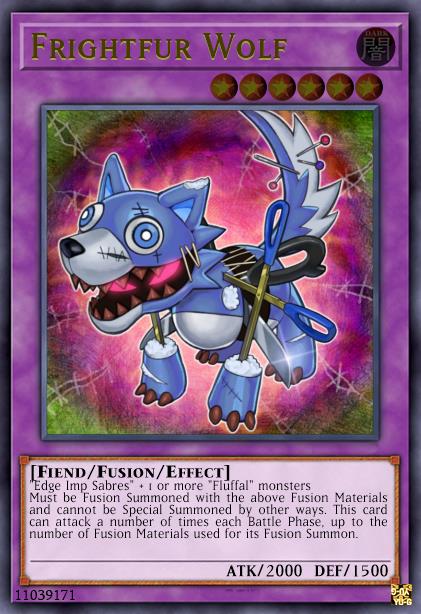 Frightfur Wolf
DARK
闇
[Fiend/Fusion/Effect]
"Edge Imp Sabres" + 1 or more "Fluffal" monsters
Must be Fusion Summoned with the above Fusion Materials
and cannot be Special Summoned by other ways. This card
can attack a number of times each Battle Phase, up to the
number of Fusion Materials used for its Fusion Summon.
ATK/2000 DEF/1500
11039171